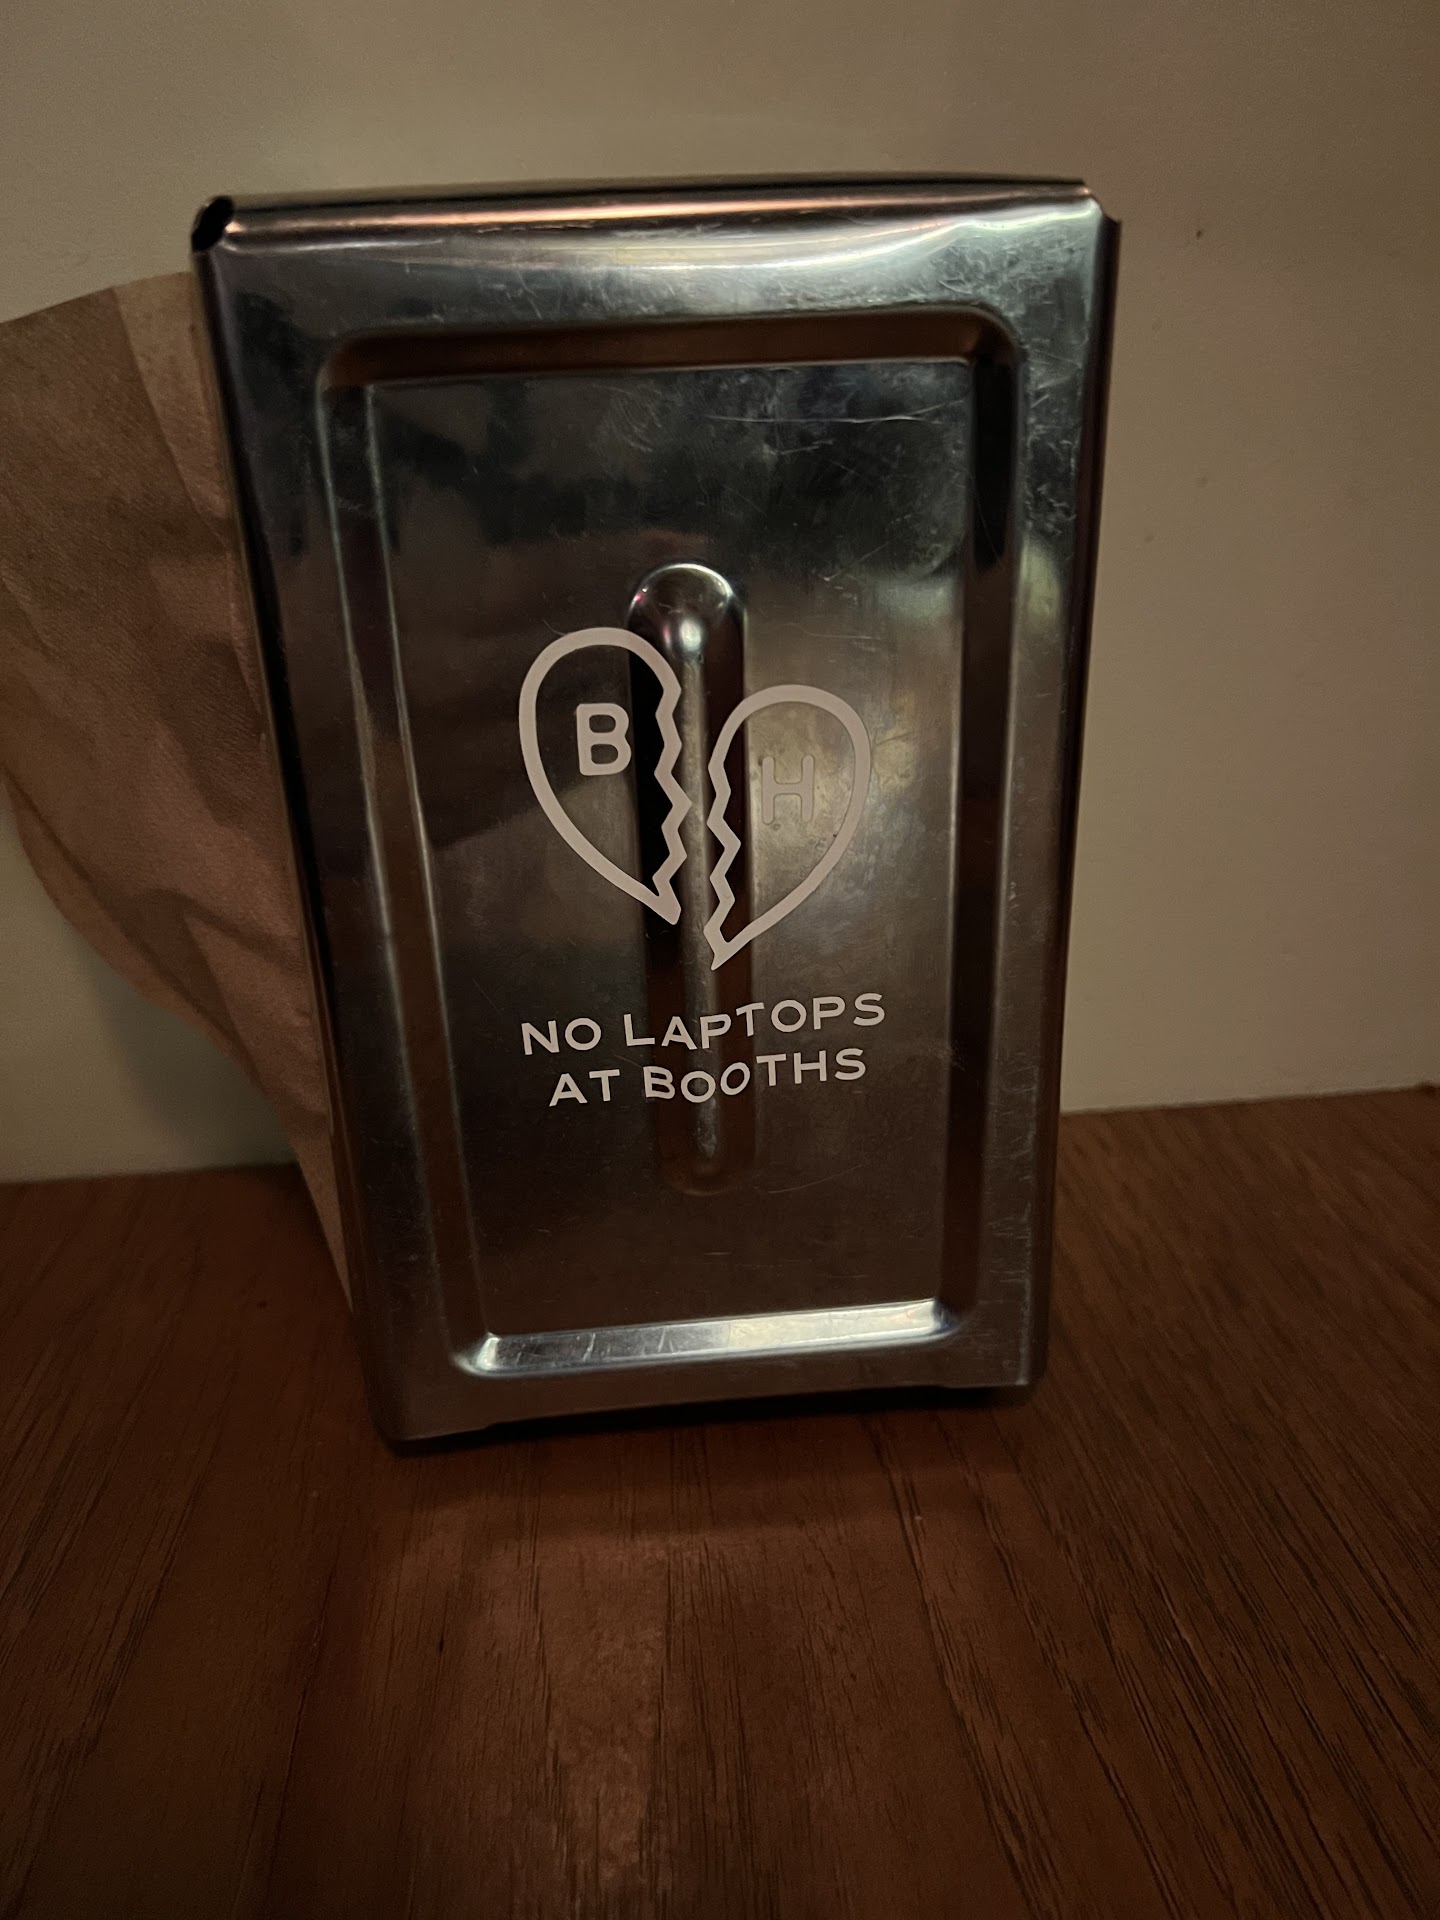 B H
NO LAPTOPS
AT BOOTHS